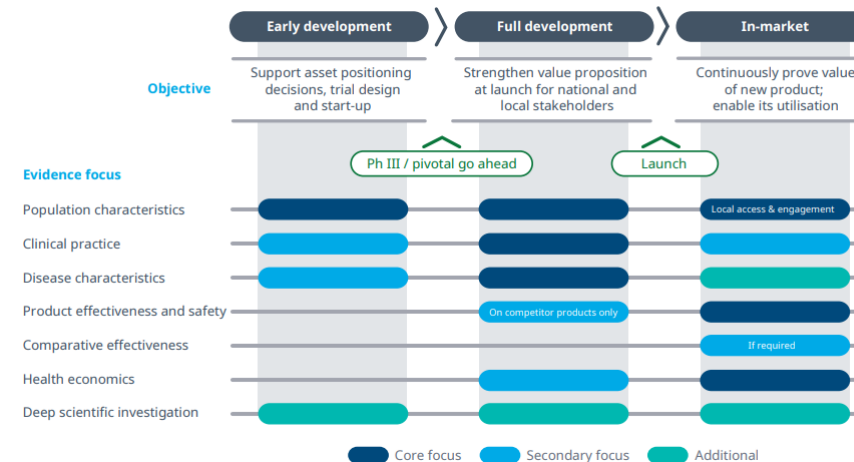 Early development
Full development
In-market
Objective
Support asset positioning
decisions, trial design
and start-up
Strengthen value proposition
at launch for national and
local stakeholders
Continuously prove value
of new product;
enable its utilisation
Ph III / pivotal go ahead
Launch
Evidence focus
Population characteristics
Local access & engagement
Clinical practice
Disease characteristics
Product effectiveness and safety
On competitor products only
Comparative effectiveness
If required
Health economics
Deep scientific investigation
Core focus
Secondary focus
Additional